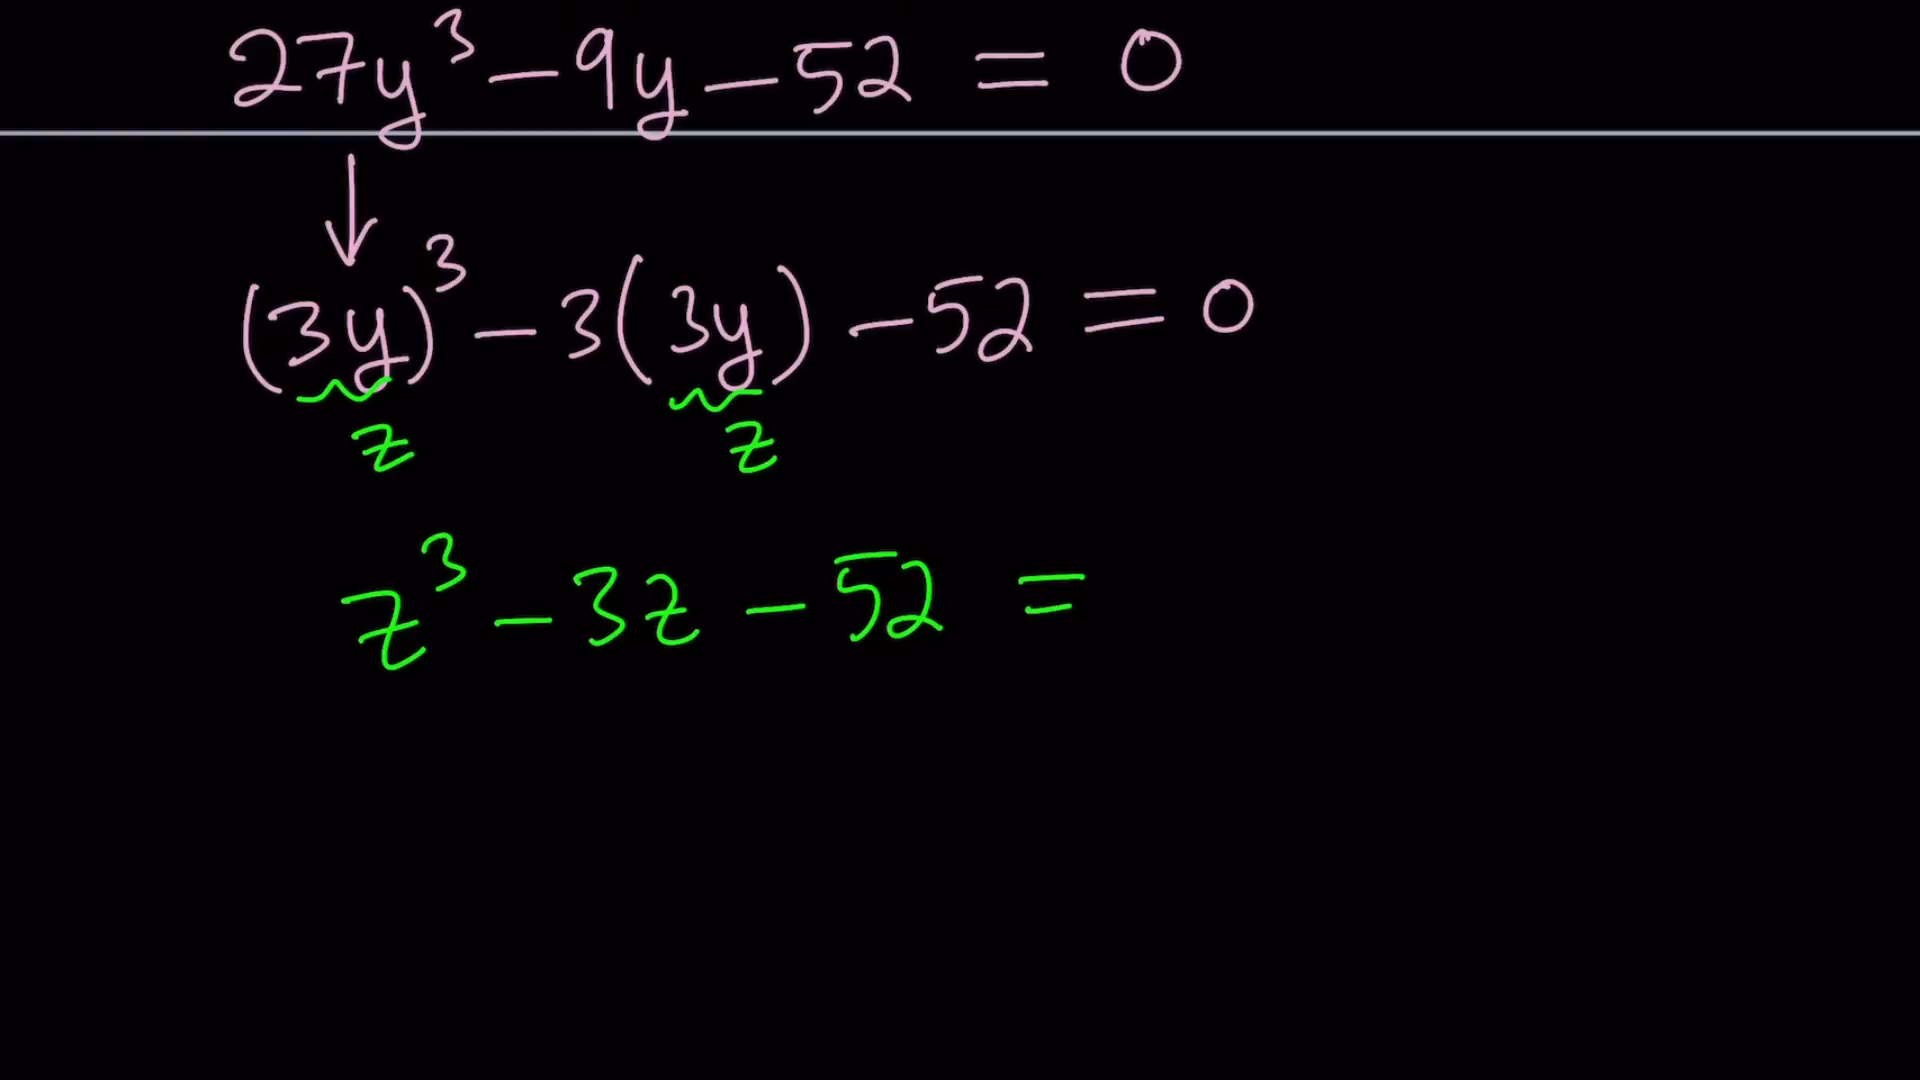 27y³ - 9y - 52 = 0
(3y)³ - 3(3y) - 52 = 0
z z
z³ - 3z - 52 =